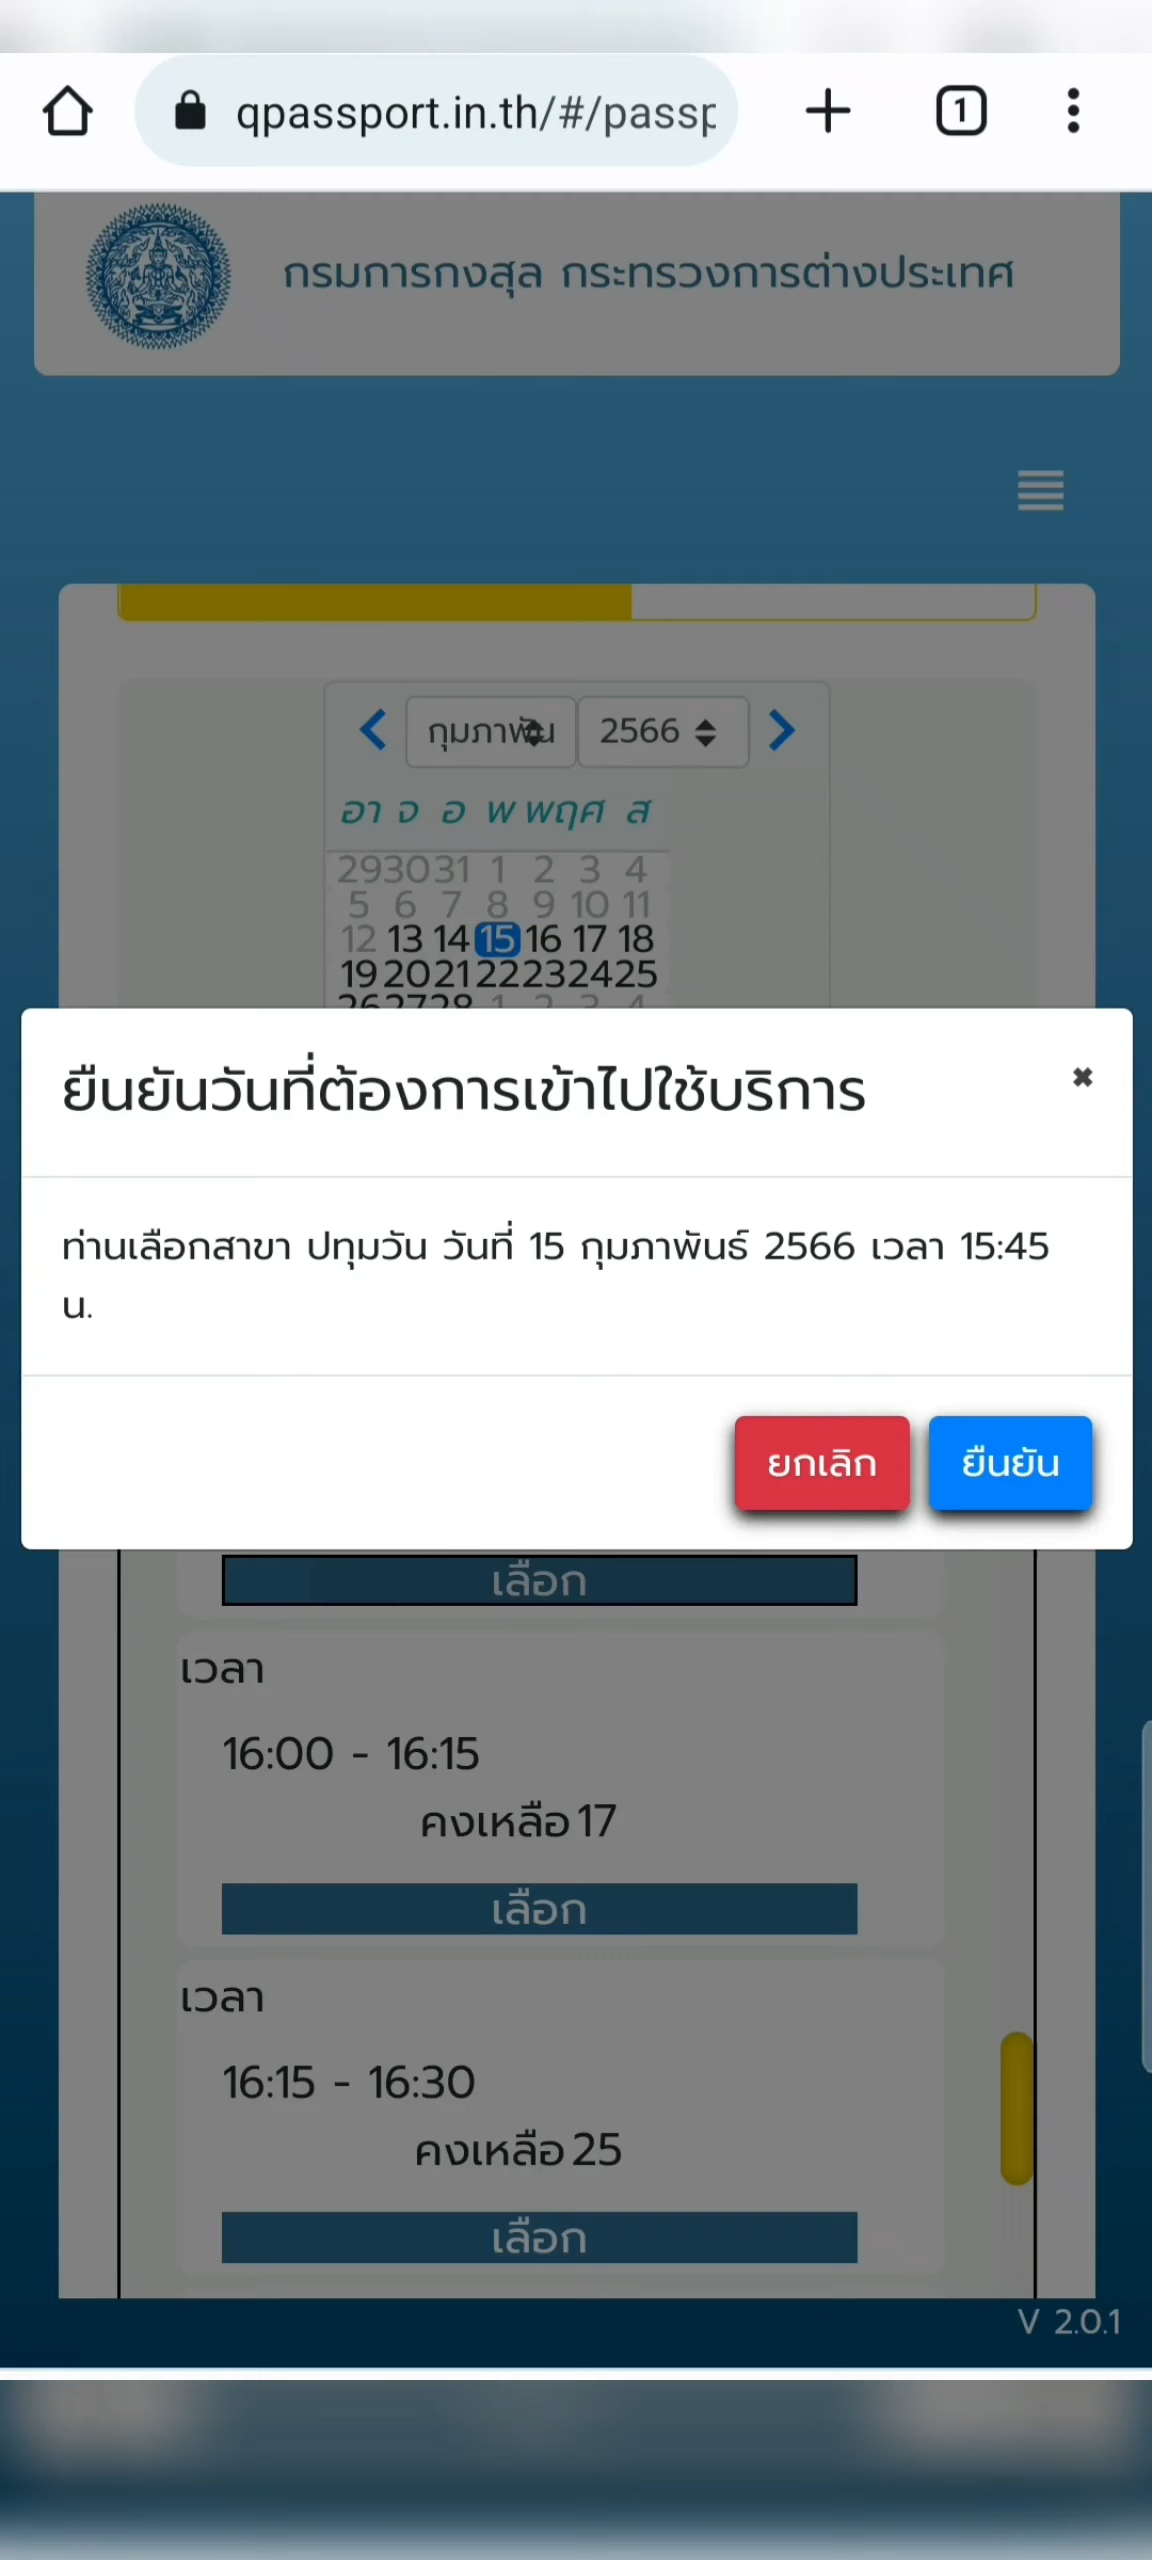 qpassport.in.th/#/passp
1
กรมการกงสุล กระทรวงการต่างประเทศ
2566
อา จ อ พ พฤ ศ ส
29 30 31 1 2 3 4
5 6 7 8 9 10 11
12 13 14 15 16 17 18
19 20 21 22 23 24 25
26 27 28 1 2 3 4
ยืนยันวันที่ต้องการเข้าไปใช้บริการ
ท่านเลือกสาขา ปทุมวัน วันที่ 15 กุมภาพันธ์ 2566 เวลา 15:45
น.
ยกเลิก ยืนยัน
เลือก
เวลา
16:00 - 16:15
คงเหลือ 17
เลือก
เวลา
16:15 - 16:30
คงเหลือ 25
เลือก
V 2.0.1